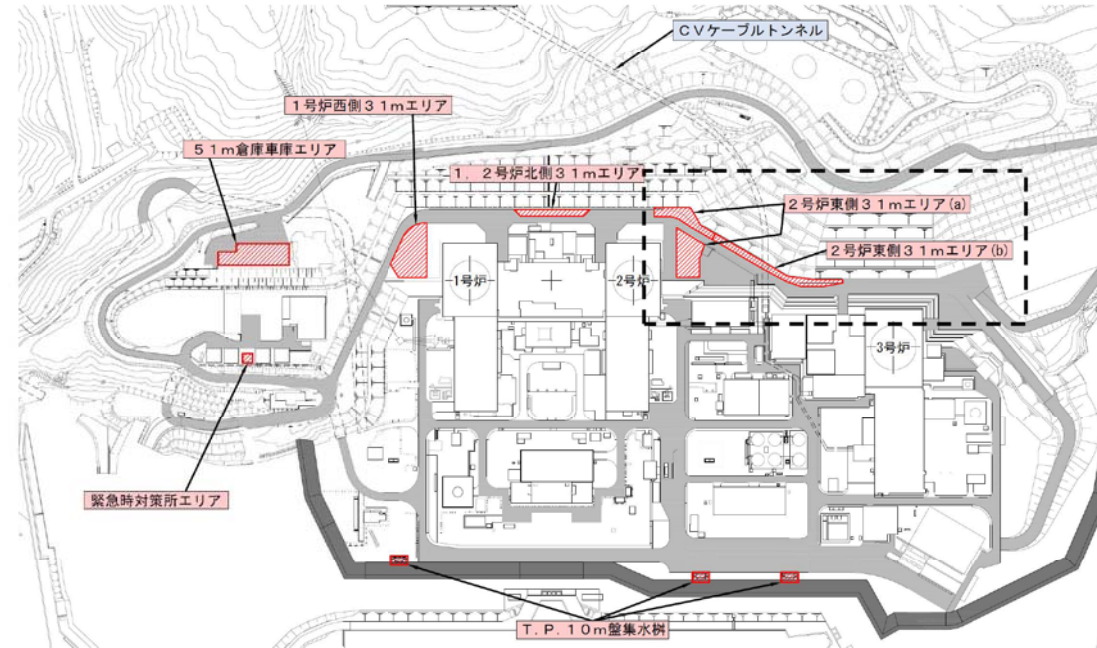 CVケーブルトンネル
1号炉西側31mエリア
51m倉庫車庫エリア
1,2号炉北側31mエリア
2号炉東側31mエリア(a)
2号炉東側31mエリア(b)
1号炉
2号炉
3号炉
緊急時対策所エリア
T.P.10m盤集水桝